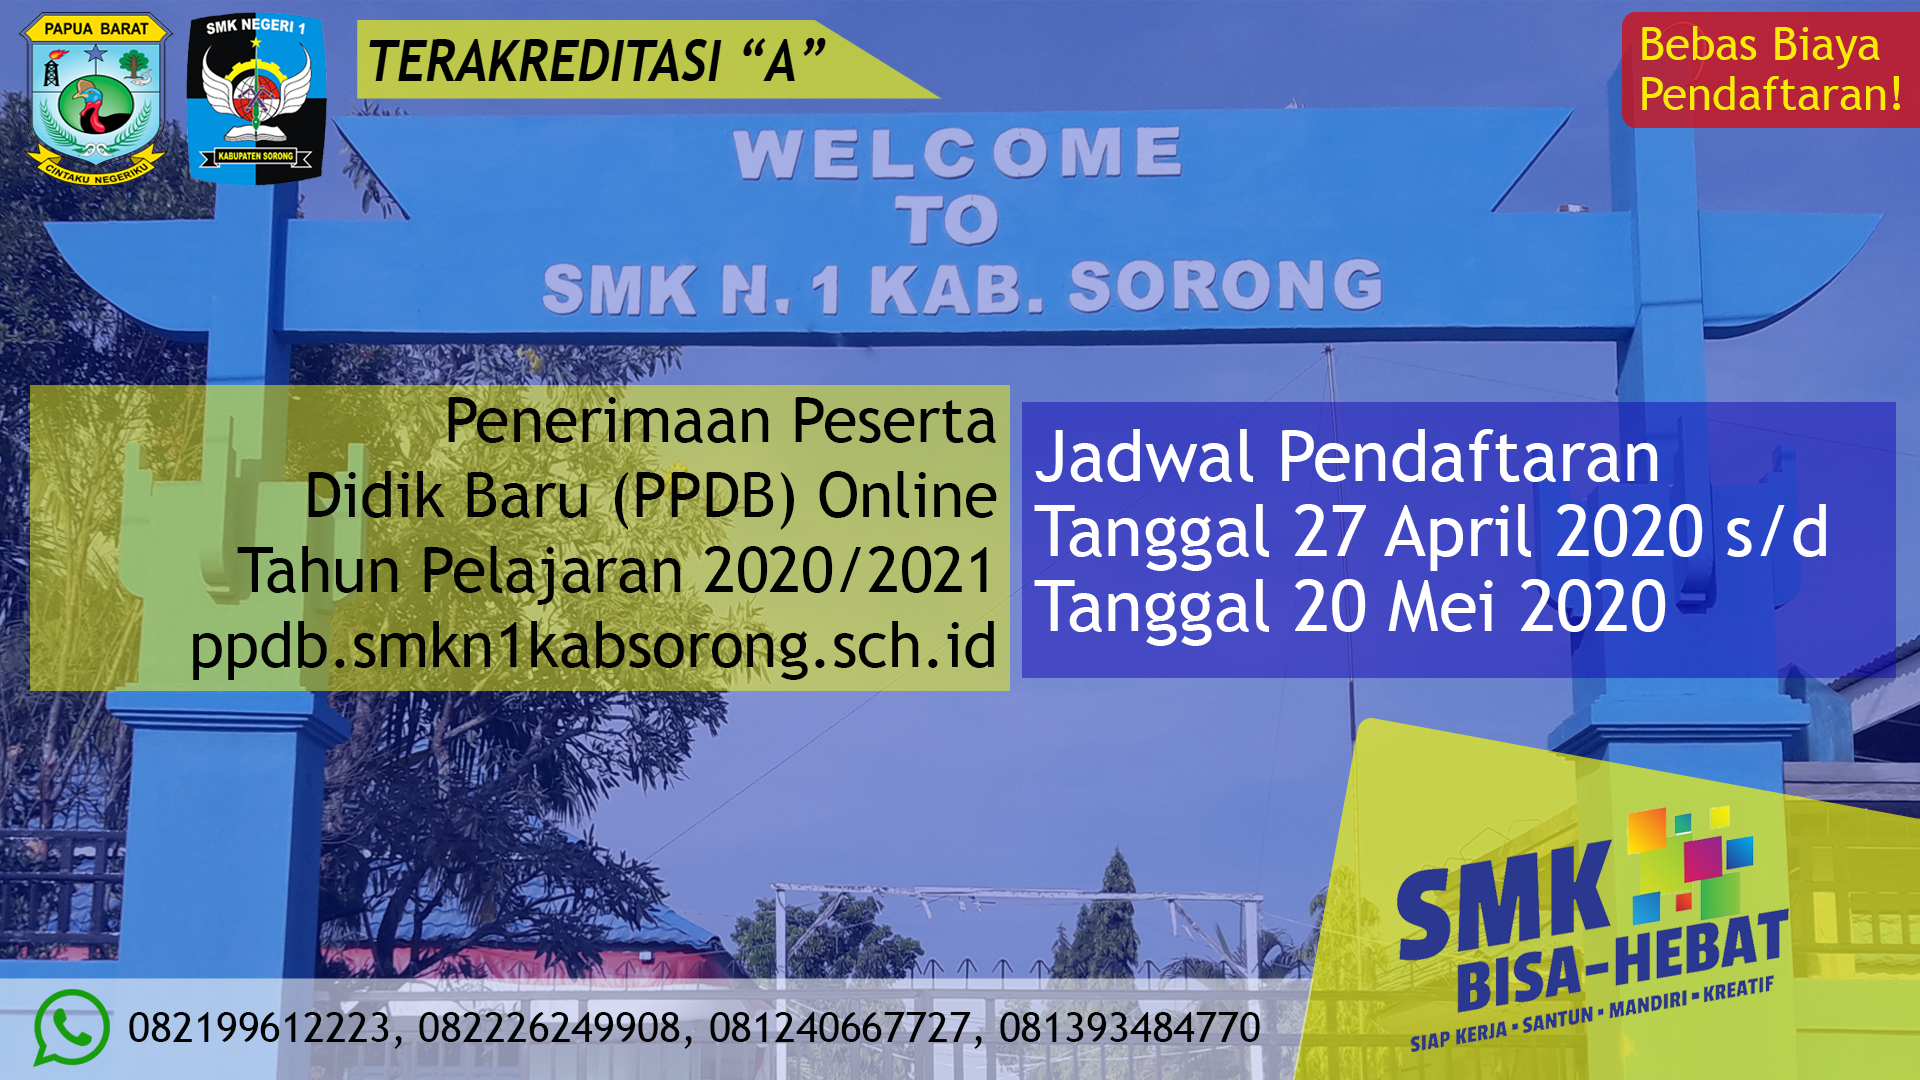 PAPUA BARAT
CINTAKU NEGERIKU
SMK NEGERI 1
KABUPATEN SORONG
TERAKREDITASI “A”
Bebas Biaya
Pendaftaran!
WELCOME
TO
SMK N. 1 KAB. SORONG
Penerimaan Peserta
Didik Baru (PPDB) Online
Tahun Pelajaran 2020/2021
ppdb.smkn1kabsorong.sch.id
Jadwal Pendaftaran
Tanggal 27 April 2020 s/d
Tanggal 20 Mei 2020
SMK
BISA-HEBAT
SIAP KERJA ▪ SANTUN ▪ MANDIRI ▪ KREATIF
082199612223, 082226249908, 081240667727, 081393484770